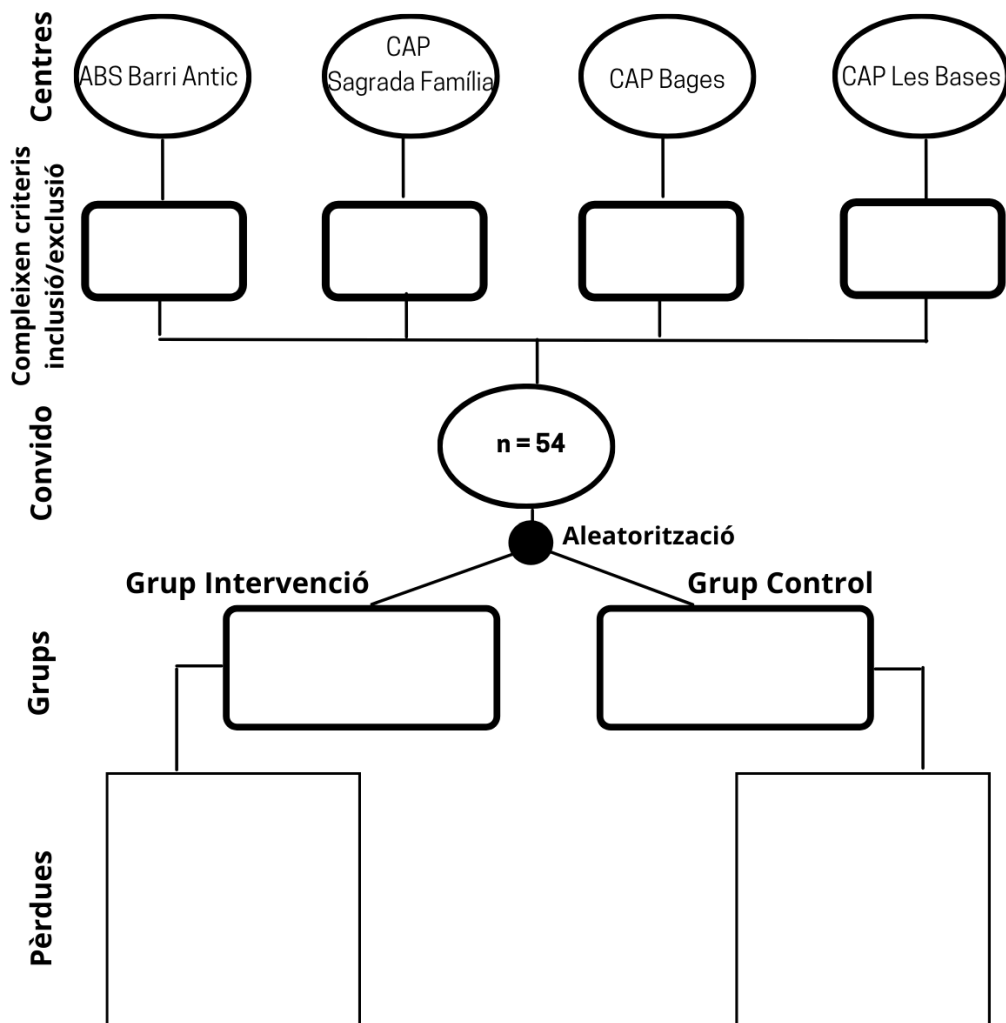 Centres
ABS Barri Antic
CAP
Sagrada Família
CAP Bages
CAP Les Bases
Compleixen criteris
inclusió/exclusió
Convido
n = 54
Aleatorització
Grup Intervenció
Grup Control
Grups
Pèrdues